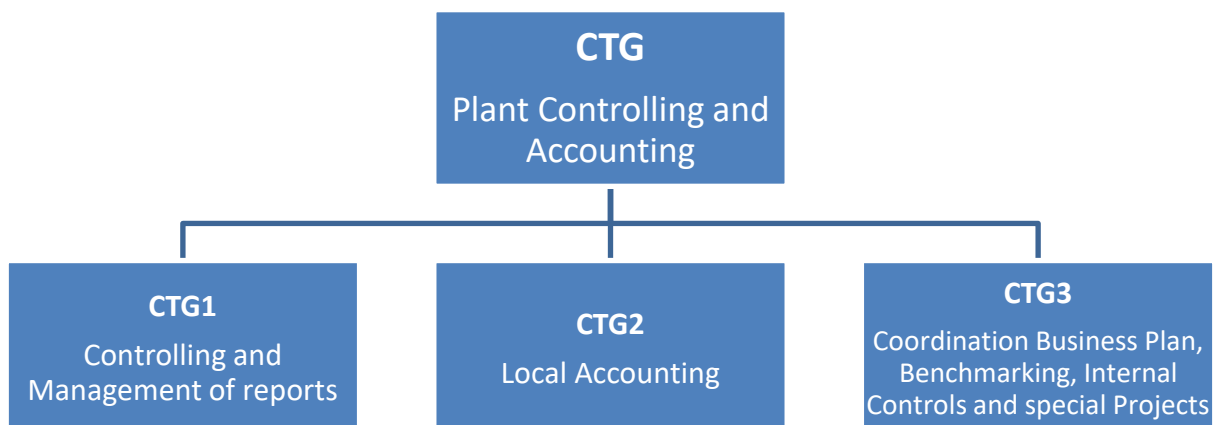 CTG
Plant Controlling and
Accounting
CTG1
Controlling and
Management of reports
CTG2
Local Accounting
CTG3
Coordination Business Plan,
Benchmarking, Internal
Controls and special Projects